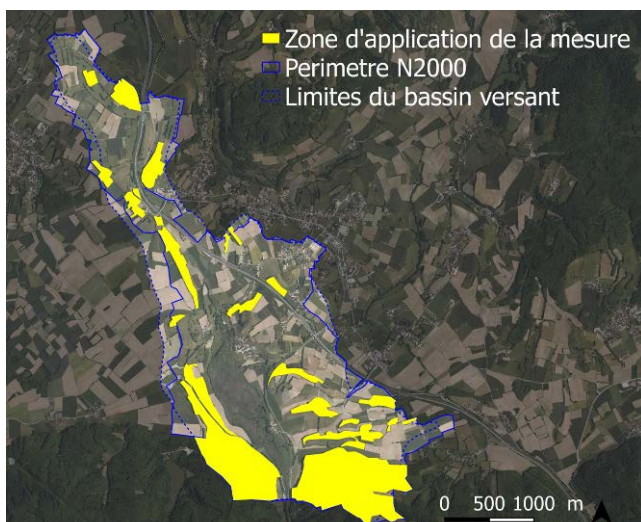 Zone d'application de la mesure
Perimetre N2000
Limites du bassin versant
0 500 1000 m